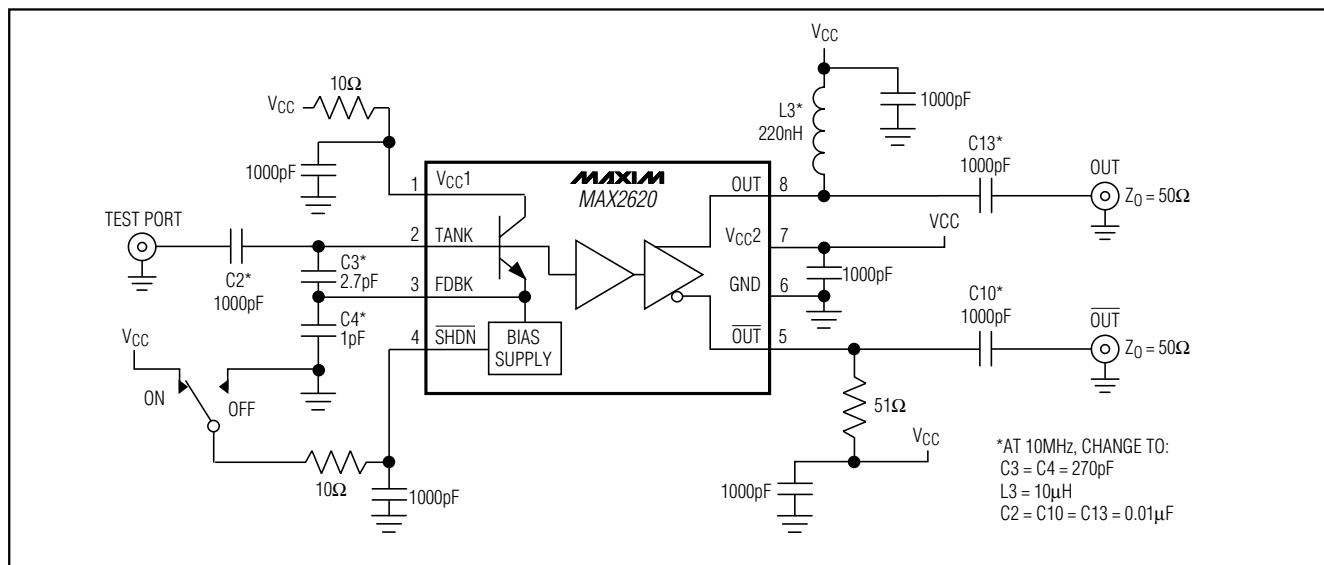 VCC
10Ω
1000pF
TEST PORT
C2*
1000pF
C3*
2.7pF
C4*
1pF
VCC
ON
OFF
10Ω
1000pF
1
2
3
4
VCC1
TANK
FDBK
SHDN
BIAS
SUPPLY
MAXIM
MAX2620
OUT
VCC2
GND
OUT
8
7
6
5
VCC
L3*
220nH
1000pF
C13*
1000pF
OUT
ZO = 50Ω
VCC
1000pF
C10*
1000pF
OUT
ZO = 50Ω
51Ω
VCC
1000pF
*AT 10MHz, CHANGE TO:
C3 = C4 = 270pF
L3 = 10μH
C2 = C10 = C13 = 0.01μF